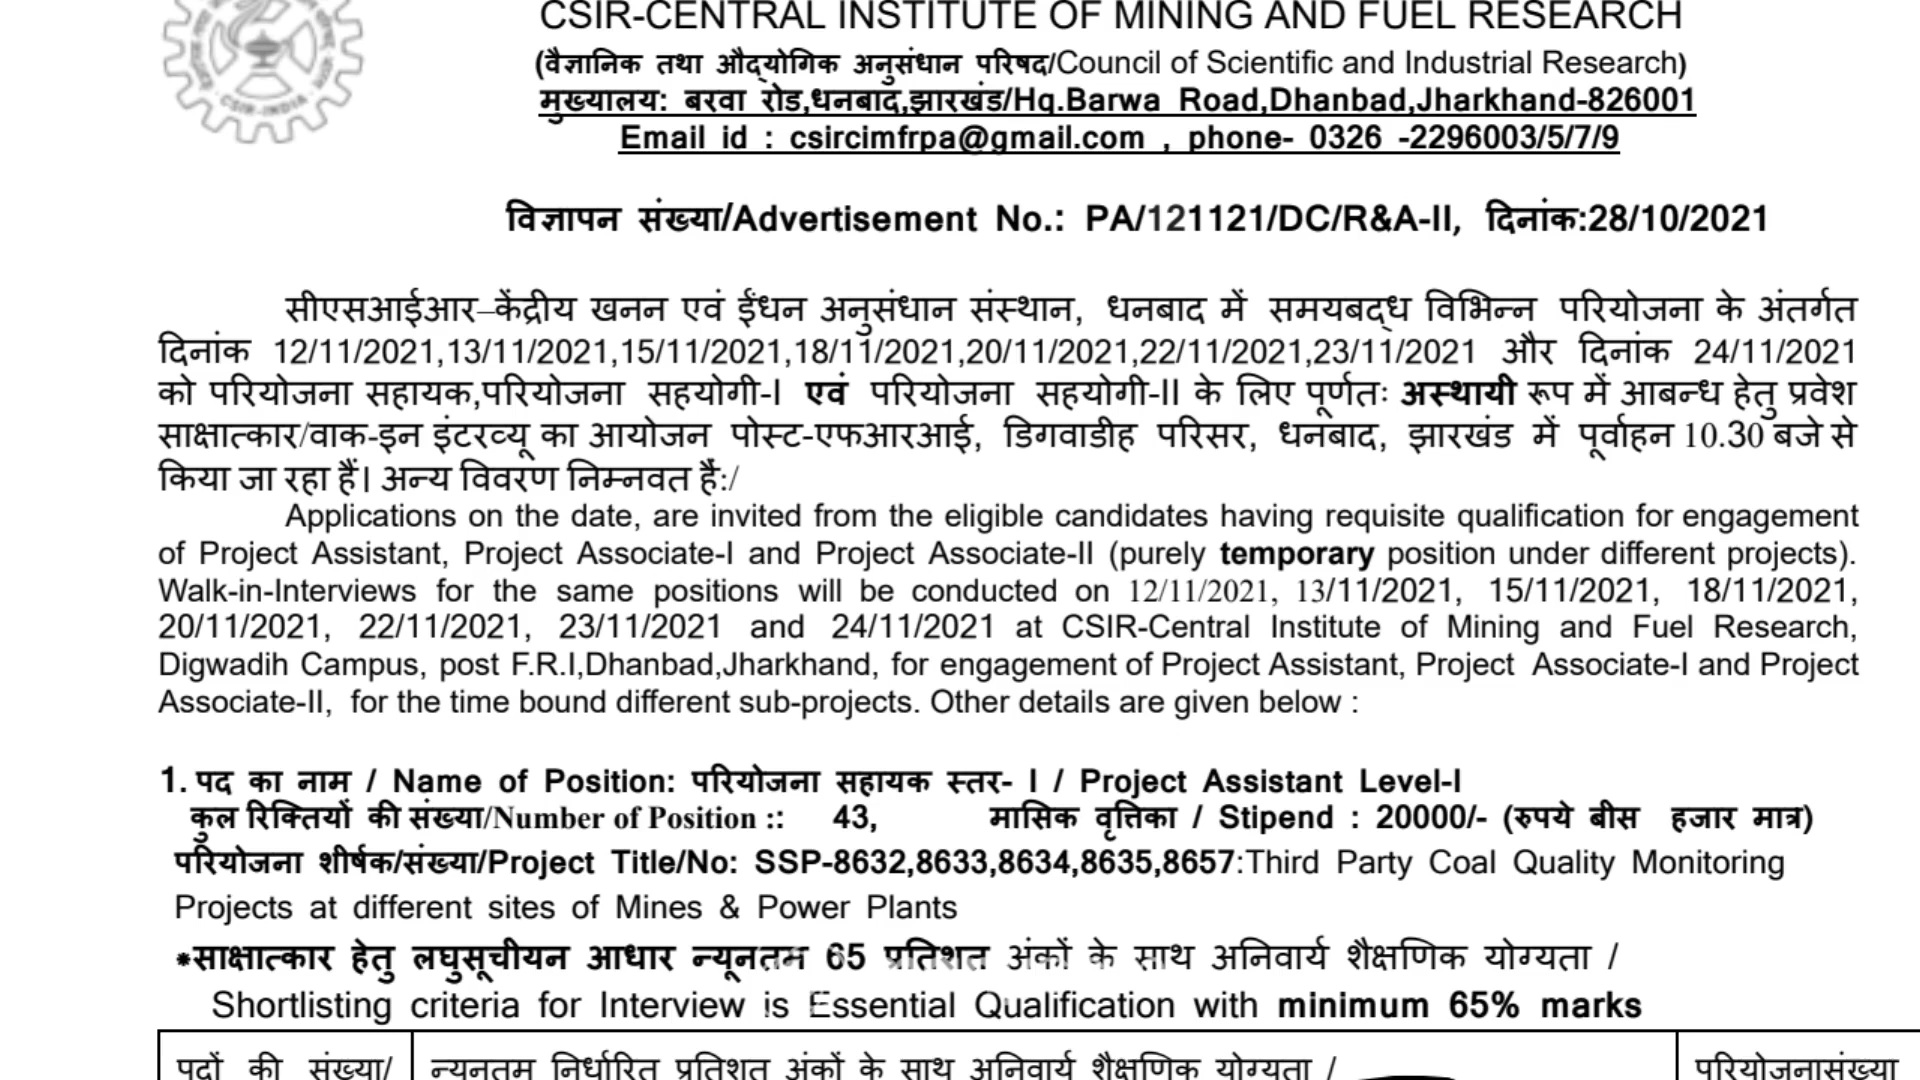 CSIR-INDIA
CSIR-CENTRAL INSTITUTE OF MINING AND FUEL RESEARCH
(वैज्ञानिक तथा औद्योगिक अनुसंधान परिषद/Council of Scientific and Industrial Research)
मुख्यालय: बरवा रोड,धनबाद,झारखंड/Hq.Barwa Road,Dhanbad,Jharkhand-826001
Email id : csircimfrpa@gmail.com , phone- 0326 -2296003/5/7/9
विज्ञापन संख्या/Advertisement No.: PA/121121/DC/R&A-II, दिनांक:28/10/2021
सीएसआईआर–केंद्रीय खनन एवं ईंधन अनुसंधान संस्थान, धनबाद में समयबद्ध विभिन्न परियोजना के अंतर्गत
दिनांक 12/11/2021,13/11/2021,15/11/2021,18/11/2021,20/11/2021,22/11/2021,23/11/2021 और दिनांक 24/11/2021
को परियोजना सहायक,परियोजना सहयोगी-I एवं परियोजना सहयोगी-II के लिए पूर्णतः अस्थायी रूप में आबन्ध हेतु प्रवेश
साक्षात्कार/वाक-इन इंटरव्यू का आयोजन पोस्ट-एफआरआई, डिगवाडीह परिसर, धनबाद, झारखंड में पूर्वाहन 10.30 बजे से
किया जा रहा हैं। अन्य विवरण निम्नवत हैं:/
Applications on the date, are invited from the eligible candidates having requisite qualification for engagement
of Project Assistant, Project Associate-I and Project Associate-II (purely temporary position under different projects).
Walk-in-Interviews for the same positions will be conducted on 12/11/2021, 13/11/2021, 15/11/2021, 18/11/2021,
20/11/2021, 22/11/2021, 23/11/2021 and 24/11/2021 at CSIR-Central Institute of Mining and Fuel Research,
Digwadih Campus, post F.R.I,Dhanbad,Jharkhand, for engagement of Project Assistant, Project Associate-I and Project
Associate-II, for the time bound different sub-projects. Other details are given below :
1. पद का नाम / Name of Position: परियोजना सहायक स्तर- I / Project Assistant Level-I
कुल रिक्तियों की संख्या/Number of Position :: 43, मासिक वृत्तिका / Stipend : 20000/- (रुपये बीस हजार मात्र)
परियोजना शीर्षक/संख्या/Project Title/No: SSP-8632,8633,8634,8635,8657:Third Party Coal Quality Monitoring
Projects at different sites of Mines & Power Plants
*साक्षात्कार हेतु लघुसूचीयन आधार न्यूनतम 65 प्रतिशत अंकों के साथ अनिवार्य शैक्षणिक योग्यता /
Shortlisting criteria for Interview is Essential Qualification with minimum 65% marks
पदों की संख्या/ न्यूनतम निर्धारित प्रतिशत अंकों के साथ अनिवार्य शैक्षणिक योग्यता / परियोजनासंख्या